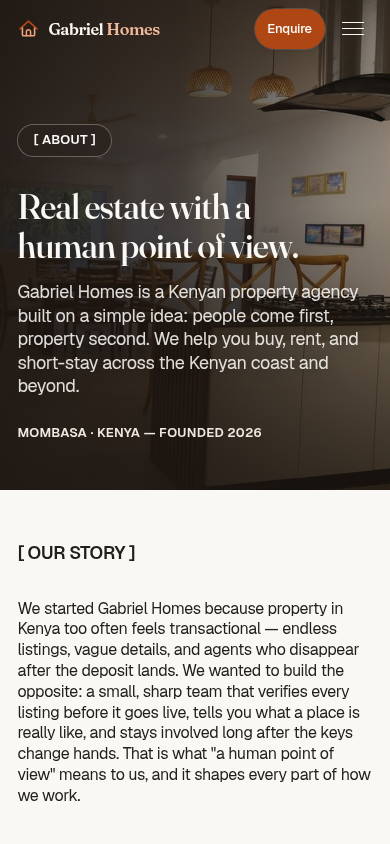 Gabriel Homes
Enquire
[ ABOUT ]
Real estate with a
human point of view.
Gabriel Homes is a Kenyan property agency
built on a simple idea: people come first,
property second. We help you buy, rent, and
short-stay across the Kenyan coast and
beyond.
MOMBASA · KENYA — FOUNDED 2026
[ OUR STORY ]
We started Gabriel Homes because property in
Kenya too often feels transactional — endless
listings, vague details, and agents who disappear
after the deposit lands. We wanted to build the
opposite: a small, sharp team that verifies every
listing before it goes live, tells you what a place is
really like, and stays involved long after the keys
change hands. That is what "a human point of
view" means to us, and it shapes every part of how
we work.